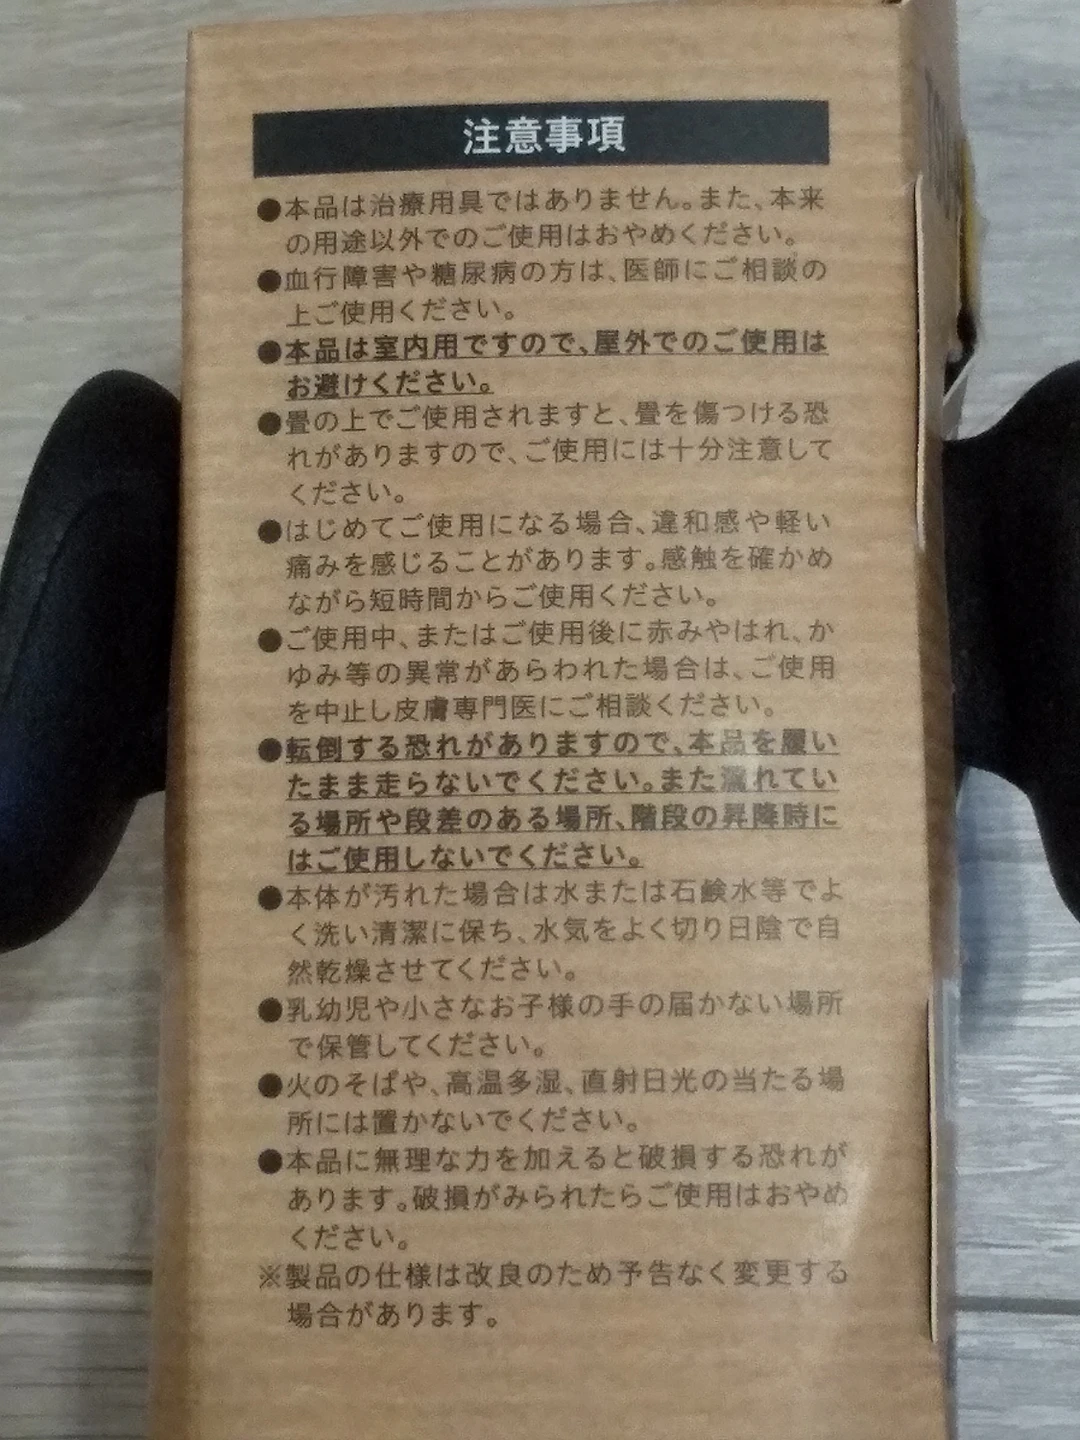 注意事項
●本品は治療用具ではありません。また、本来
の用途以外でのご使用はおやめください。
●血行障害や糖尿病の方は、医師にご相談の
上ご使用ください。
●本品は室内用ですので、屋外でのご使用は
お避けください。
●畳の上でご使用されますと、畳を傷つける恐
れがありますので、ご使用には十分注意して
ください。
●はじめてご使用になる場合、違和感や軽い
痛みを感じることがあります。感触を確かめ
ながら短時間からご使用ください。
●ご使用中、またはご使用後に赤みやはれ、か
ゆみ等の異常があらわれた場合は、ご使用
を中止し皮膚専門医にご相談ください。
●転倒する恐れがありますので、本品を履い
たまま走らないでください。また濡れてい
る場所や段差のある場所、階段の昇降時に
はご使用しないでください。
●本体が汚れた場合は水または石鹸水等でよ
く洗い清潔に保ち、水気をよく切り日陰で自
然乾燥させてください。
●乳幼児や小さなお子様の手の届かない場所
で保管してください。
●火のそばや、高温多湿、直射日光の当たる場
所には置かないでください。
●本品に無理な力を加えると破損する恐れが
あります。破損がみられたらご使用はおやめ
ください。
※製品の仕様は改良のため予告なく変更する
場合があります。